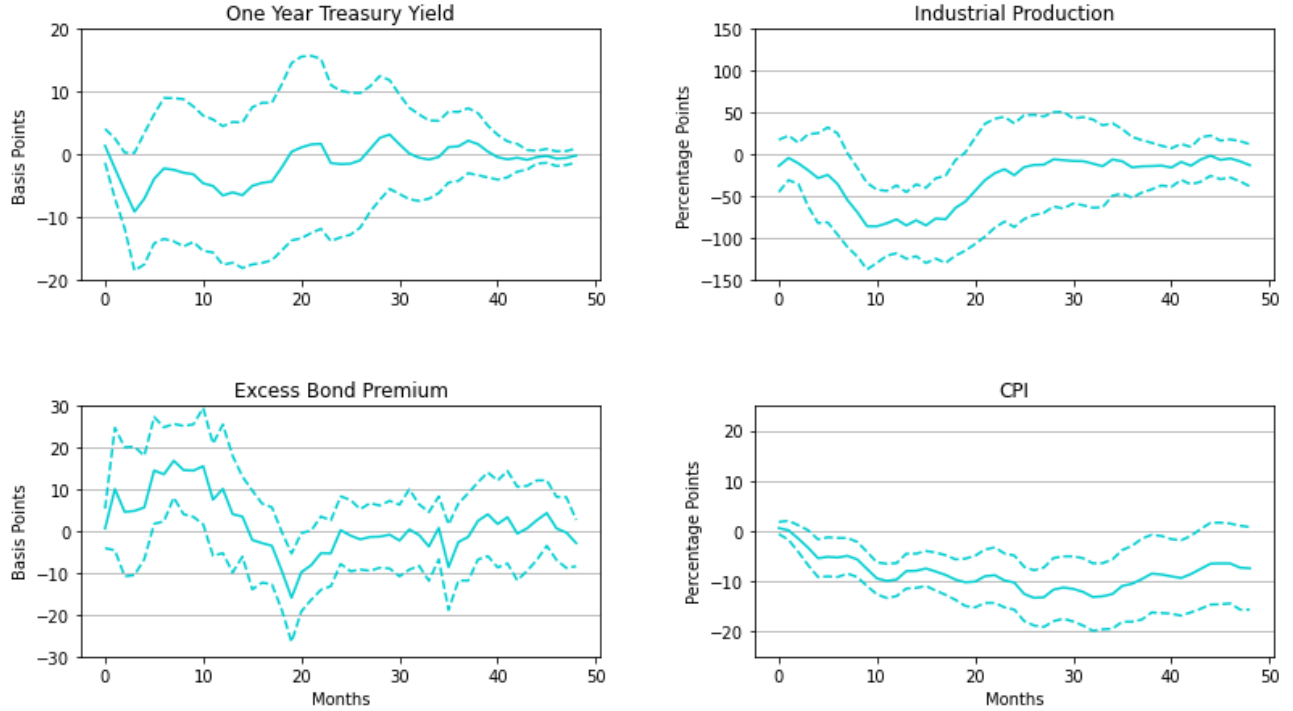 One Year Treasury Yield
Basis Points
20
10
0
−10
−20
0 10 20 30 40 50
Industrial Production
Percentage Points
150
100
50
0
−50
−100
−150
0 10 20 30 40 50
Excess Bond Premium
Basis Points
30
20
10
0
−10
−20
−30
0 10 20 30 40 50
Months
CPI
Percentage Points
20
10
0
−10
−20
0 10 20 30 40 50
Months